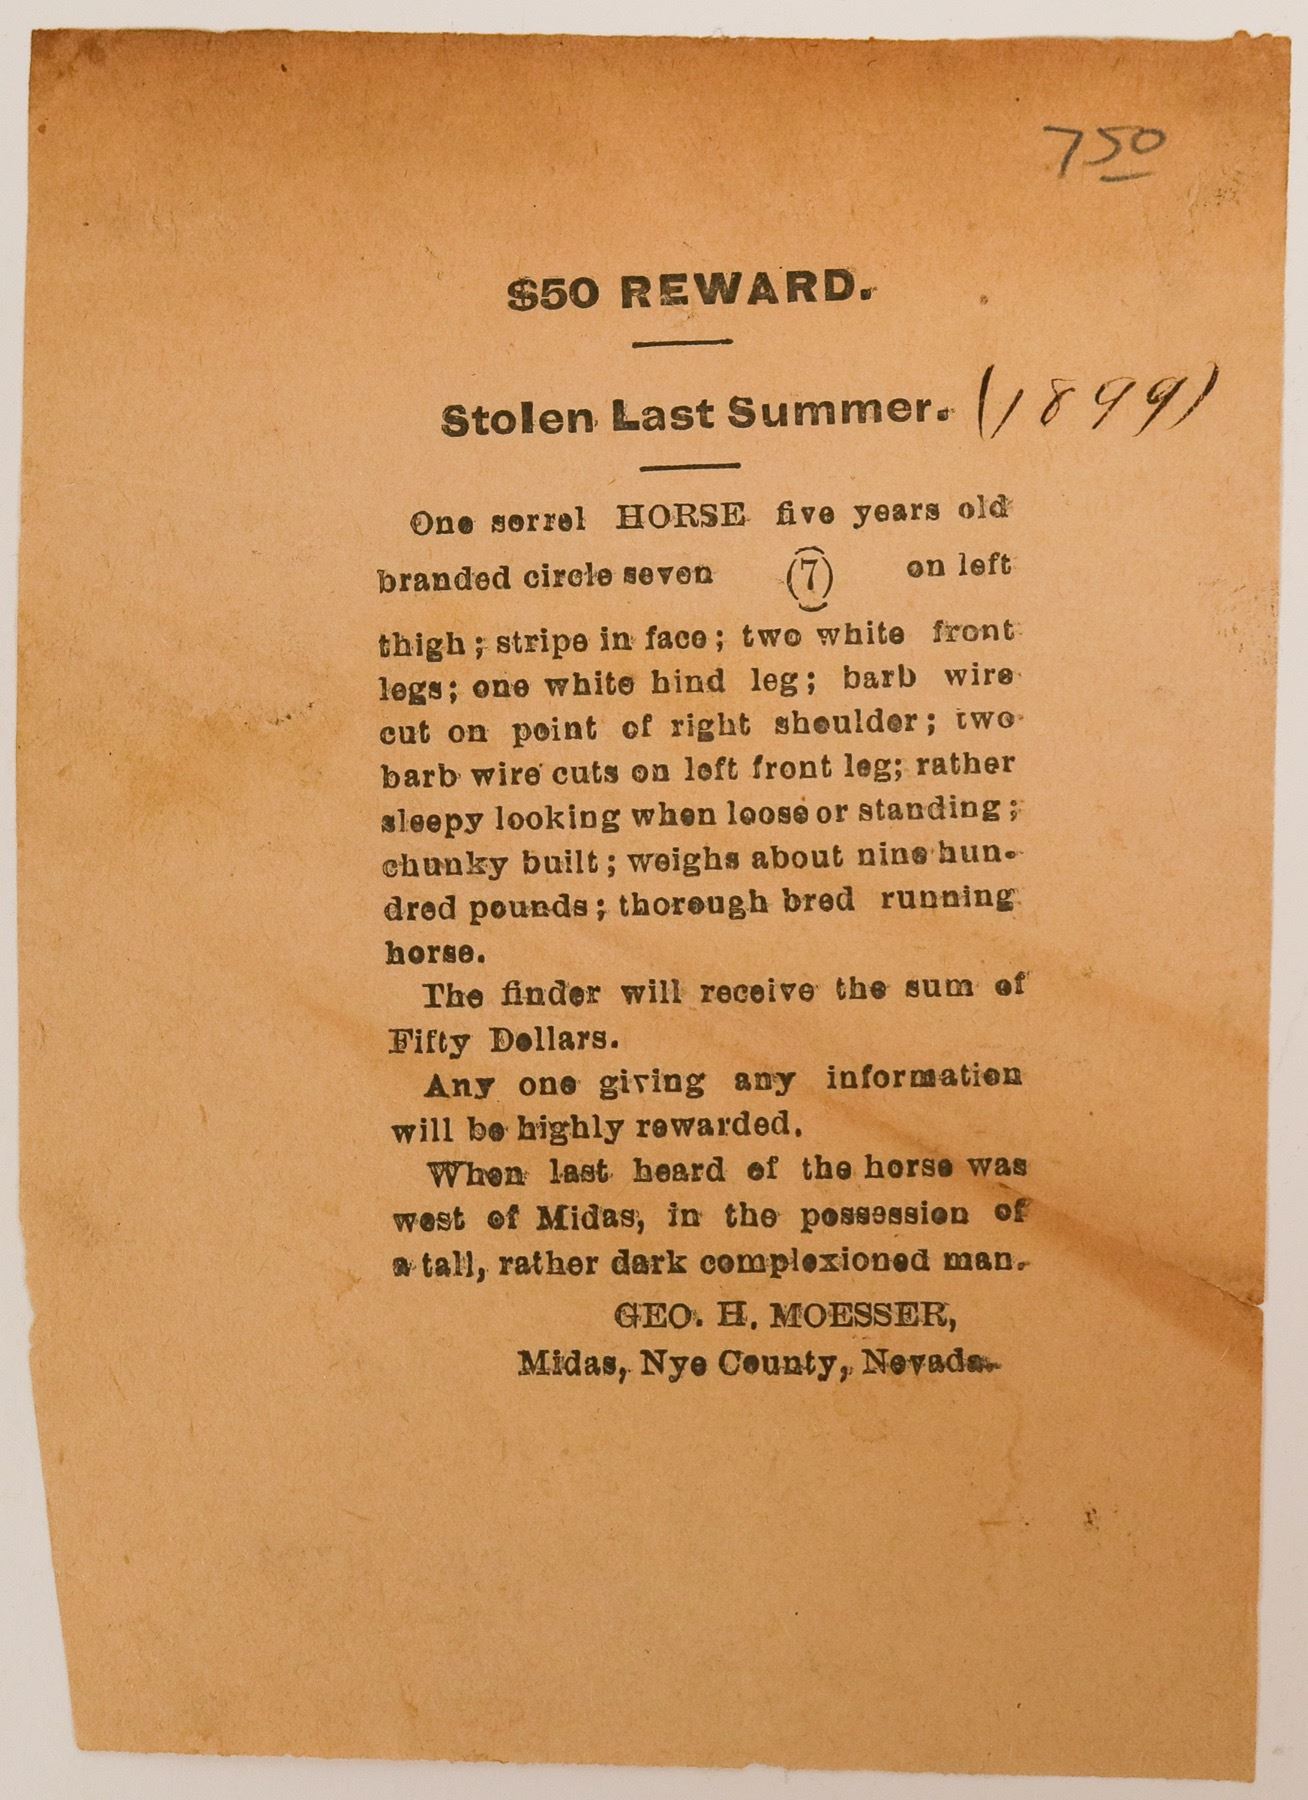 750
$50 REWARD.
Stolen Last Summer. (1899)
One sorrel HORSE five years old
branded circle seven (7) on left
thigh; stripe in face; two white front
legs; one white hind leg; barb wire
cut on point of right shoulder; two
barb wire cuts on left front leg; rather
sleepy looking when loose or standing;
chunky built; weighs about nine hun-
dred pounds; thorough bred running
horse.
The finder will receive the sum of
Fifty Dollars.
Any one giving any information
will be highly rewarded.
When last heard of the horse was
west of Midas, in the possession of
a tall, rather dark complexioned man.
GEO. H. MOESSER,
Midas, Nye County, Nevada.